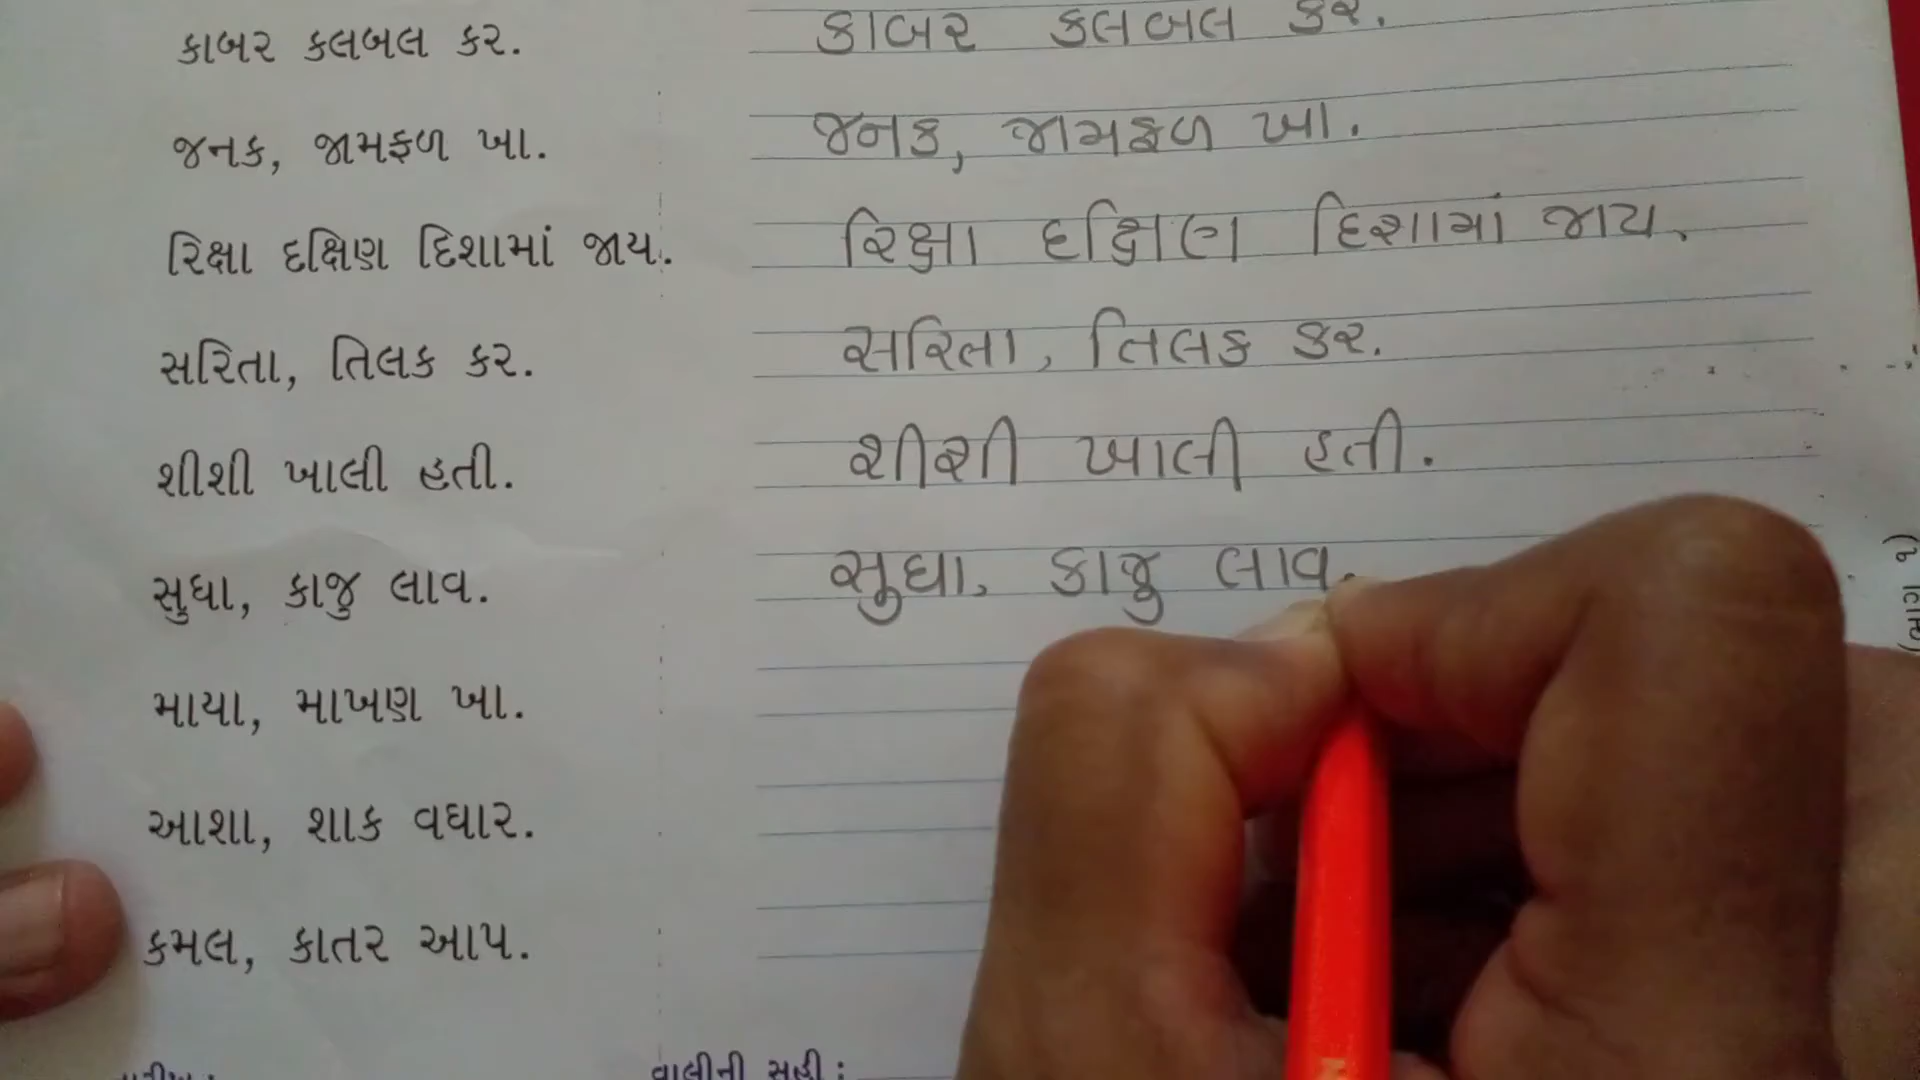 કાબર કલબલ કર. કાબર કલબલ કર.
જનક, જામફળ ખા. જનક, જામફળ ખા.
રિક્ષા દક્ષિણ દિશામાં જાય. રિક્ષા દક્ષિણ દિશામાં જાય.
સરિતા, તિલક કર. સરિતા, તિલક કર.
શીશી ખાલી હતી. શીશી ખાલી હતી.
સુધા, કાજુ લાવ. સુધા, કાજુ લાવ.
માયા, માખણ ખા.
આશા, શાક વઘાર.
કમલ, કાતર આપ.
વાલીની સહી :